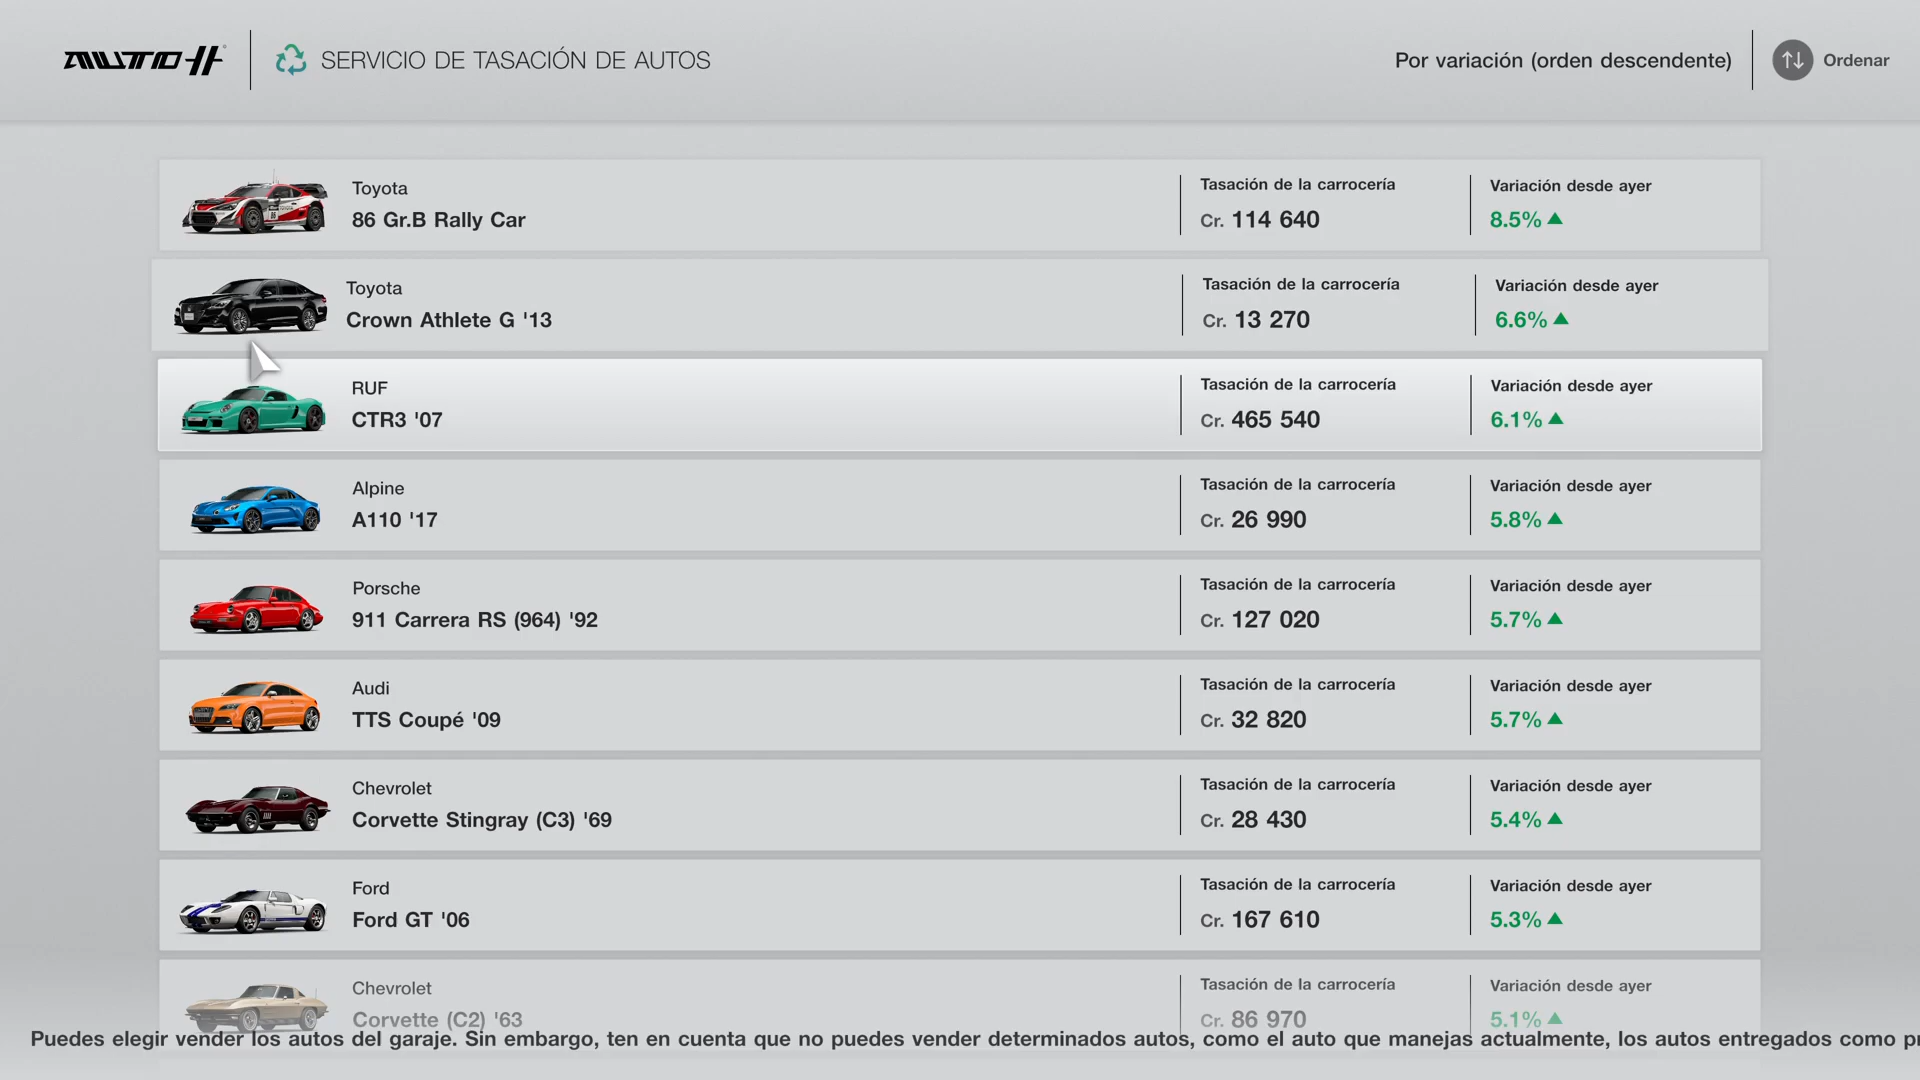 AUTO
SERVICIO DE TASACIÓN DE AUTOS
Por variación (orden descendente)
Ordenar
Toyota
86 Gr.B Rally Car
Tasación de la carrocería
Cr. 114 640
Variación desde ayer
8.5%
Toyota
Crown Athlete G '13
Tasación de la carrocería
Cr. 13 270
Variación desde ayer
6.6%
RUF
CTR3 '07
Tasación de la carrocería
Cr. 465 540
Variación desde ayer
6.1%
Alpine
A110 '17
Tasación de la carrocería
Cr. 26 990
Variación desde ayer
5.8%
Porsche
911 Carrera RS (964) '92
Tasación de la carrocería
Cr. 127 020
Variación desde ayer
5.7%
Audi
TTS Coupé '09
Tasación de la carrocería
Cr. 32 820
Variación desde ayer
5.7%
Chevrolet
Corvette Stingray (C3) '69
Tasación de la carrocería
Cr. 28 430
Variación desde ayer
5.4%
Ford
Ford GT '06
Tasación de la carrocería
Cr. 167 610
Variación desde ayer
5.3%
Chevrolet
Corvette (C2) '63
Tasación de la carrocería
Cr. 86 970
Variación desde ayer
5.1%
Puedes elegir vender los autos del garaje. Sin embargo, ten en cuenta que no puedes vender determinados autos, como el auto que manejas actualmente, los autos entregados como